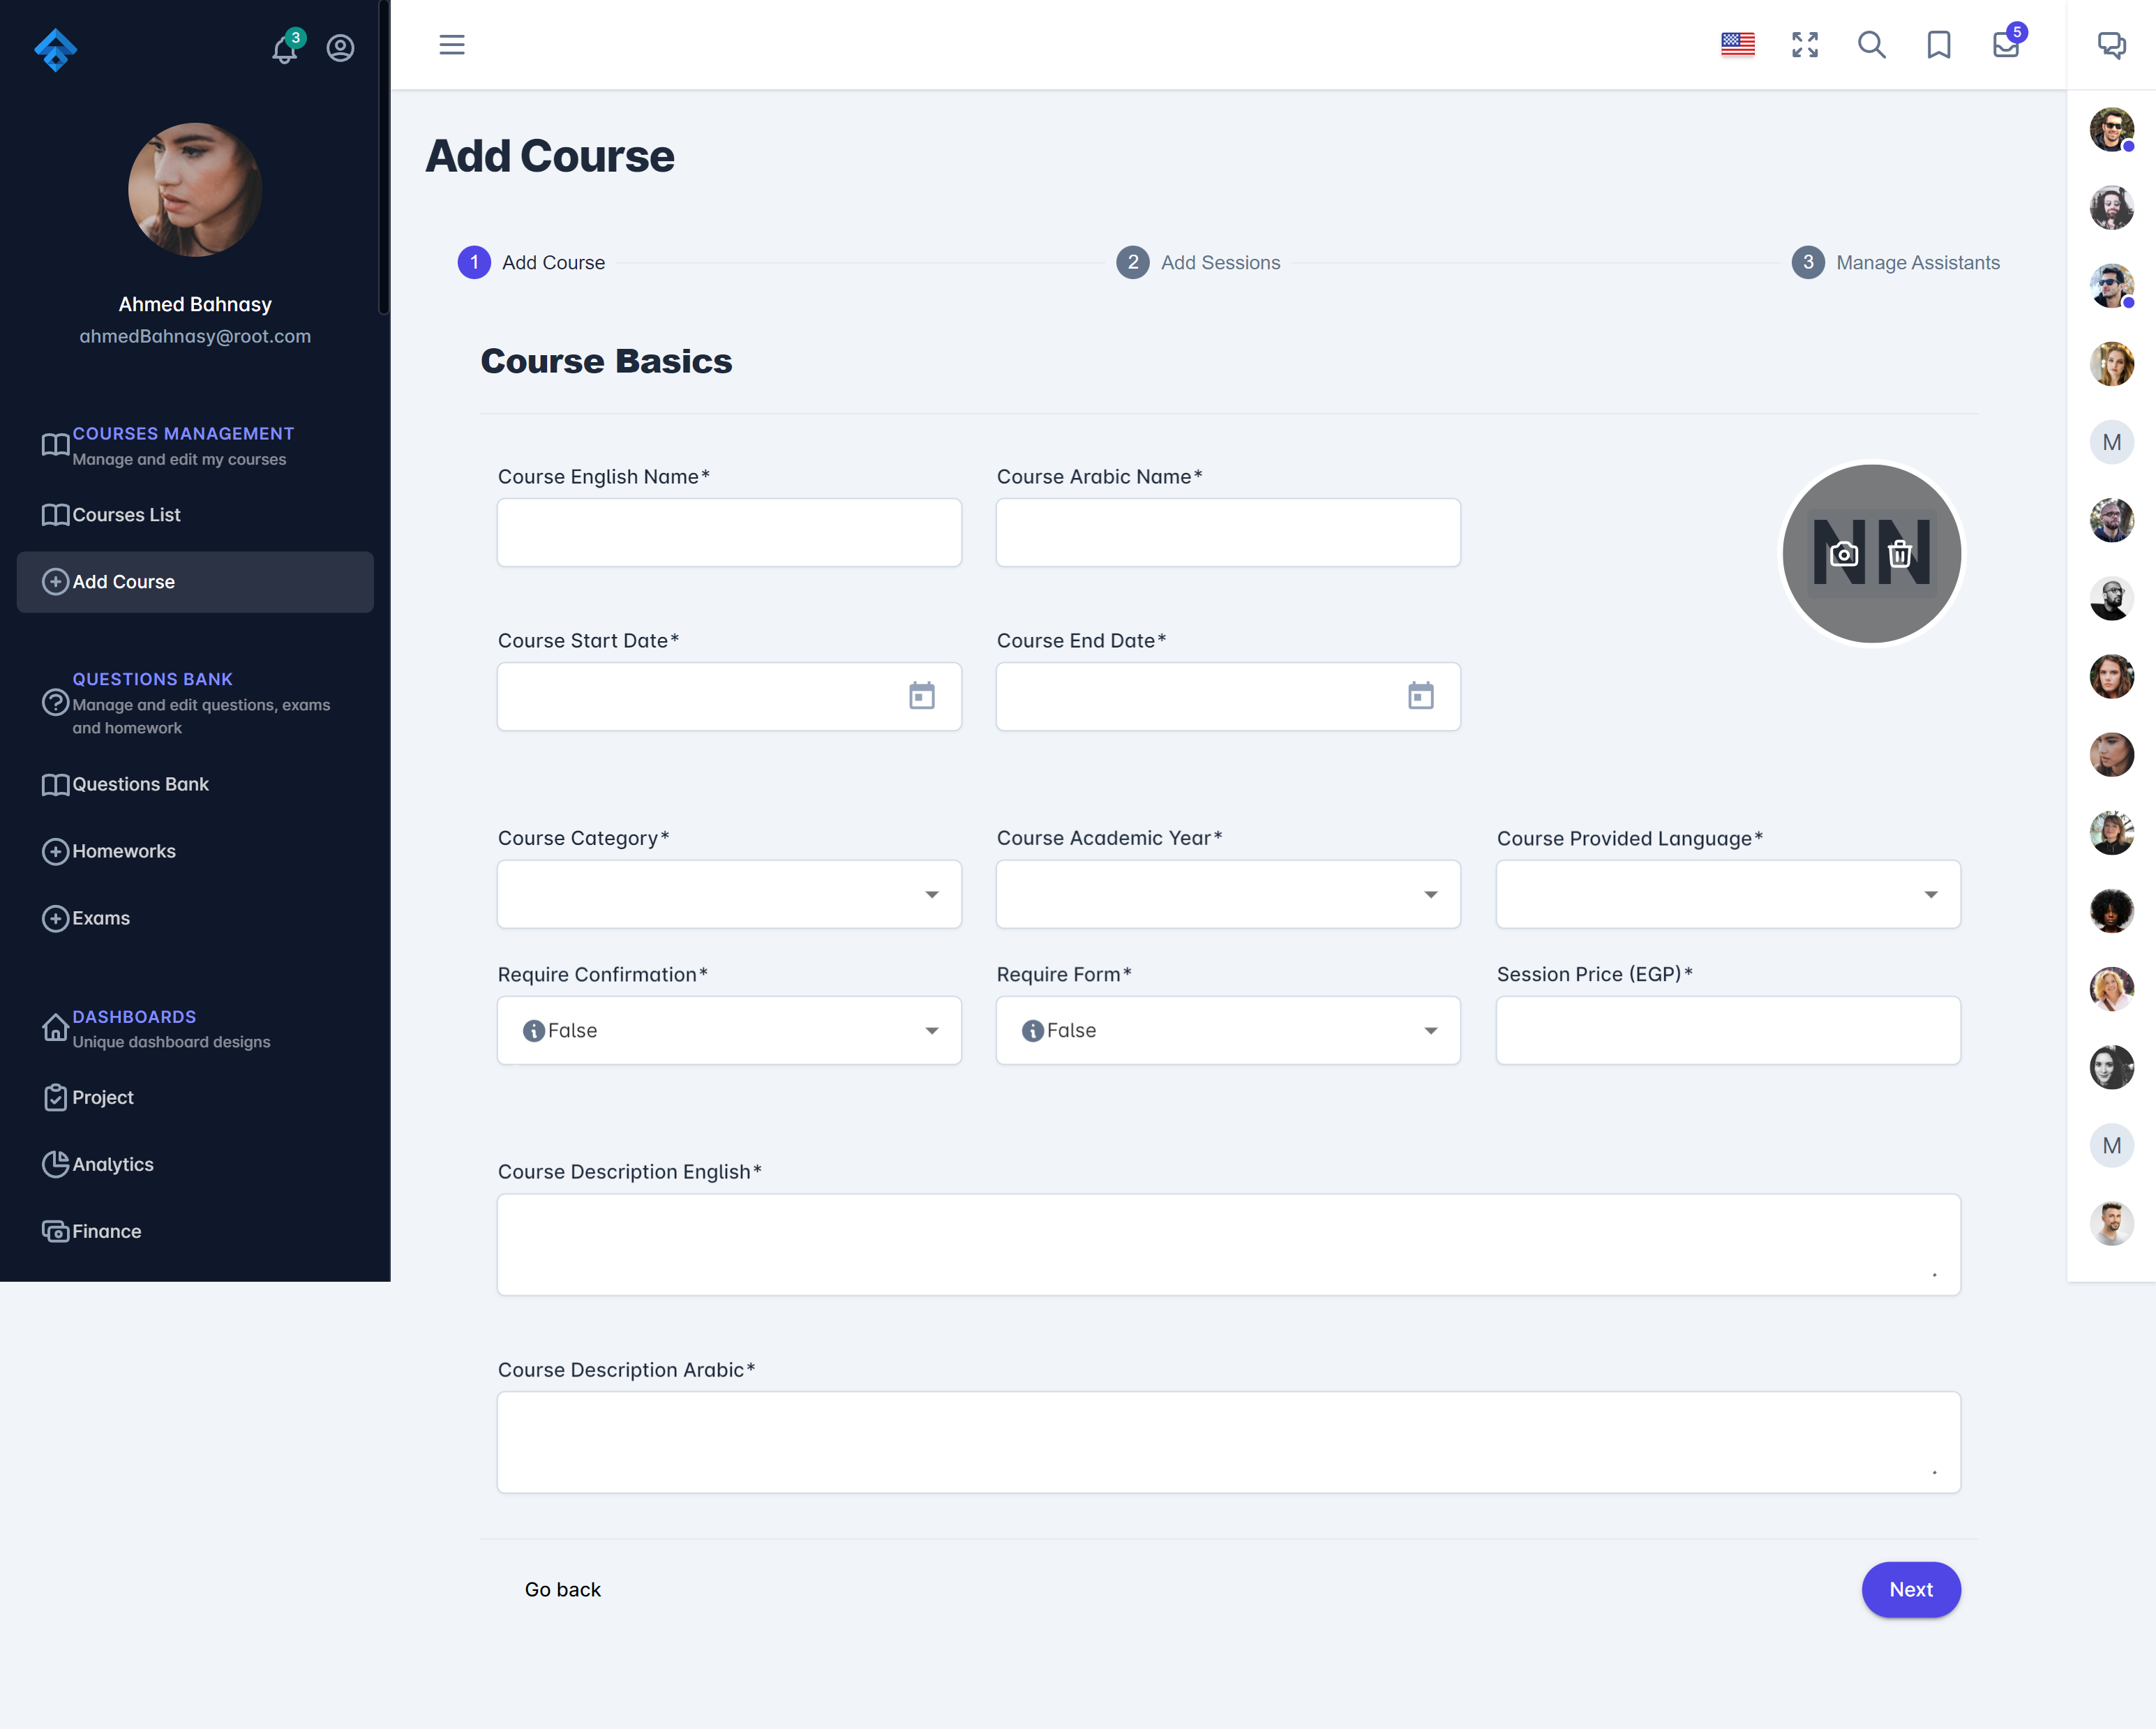 3
5
Ahmed Bahnasy
ahmedBahnasy@root.com
COURSES MANAGEMENT
Manage and edit my courses
Courses List
Add Course
QUESTIONS BANK
Manage and edit questions, exams
and homework
Questions Bank
Homeworks
Exams
DASHBOARDS
Unique dashboard designs
Project
Analytics
Finance
Add Course
1 Add Course
2 Add Sessions
3 Manage Assistants
Course Basics
Course English Name*
Course Arabic Name*
NN
Course Start Date*
Course End Date*
Course Category*
Course Academic Year*
Course Provided Language*
Require Confirmation*
Require Form*
Session Price (EGP)*
False
False
Course Description English*
Course Description Arabic*
Go back
Next
M
M